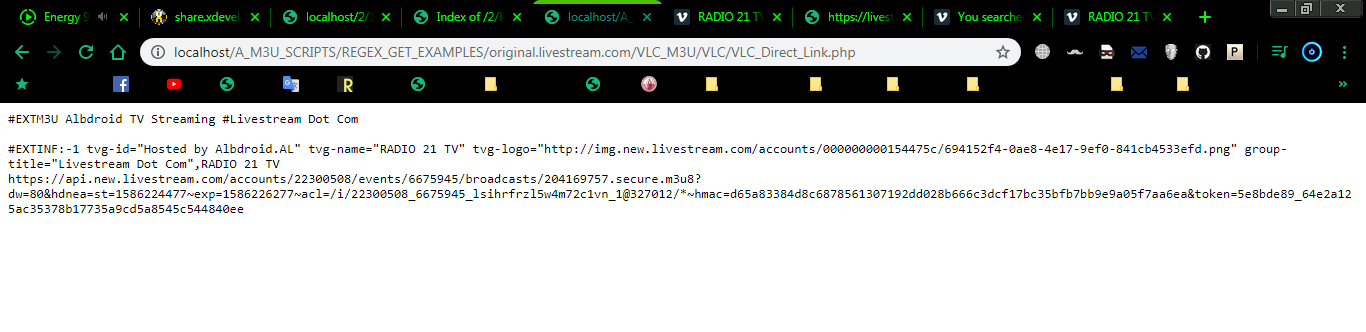 Energy 9
share.xdevel
localhost/2/
Index of /2/
localhost/A_
RADIO 21 TV
https://livest
You searche
RADIO 21 TV
localhost/A_M3U_SCRIPTS/REGEX_GET_EXAMPLES/original.livestream.com/VLC_M3U/VLC/VLC_Direct_Link.php
#EXTM3U Albdroid TV Streaming #Livestream Dot Com
#EXTINF:-1 tvg-id="Hosted by Albdroid.AL" tvg-name="RADIO 21 TV" tvg-logo="http://img.new.livestream.com/accounts/000000000154475c/694152f4-0ae8-4e17-9ef0-841cb4533efd.png" group-
title="Livestream Dot Com",RADIO 21 TV
https://api.new.livestream.com/accounts/22300508/events/6675945/broadcasts/204169757.secure.m3u8?
dw=80&hdnea=st=1586224477~exp=1586226277~acl=/i/22300508_6675945_lsihrfrzl5w4m72c1vn_1@327012/*~hmac=d65a83384d8c6878561307192dd028b666c3dcf17bc35bfb7bb9e9a05f7aa6ea&token=5e8bde89_64e2a12
5ac35378b17735a9cd5a8545c544840ee